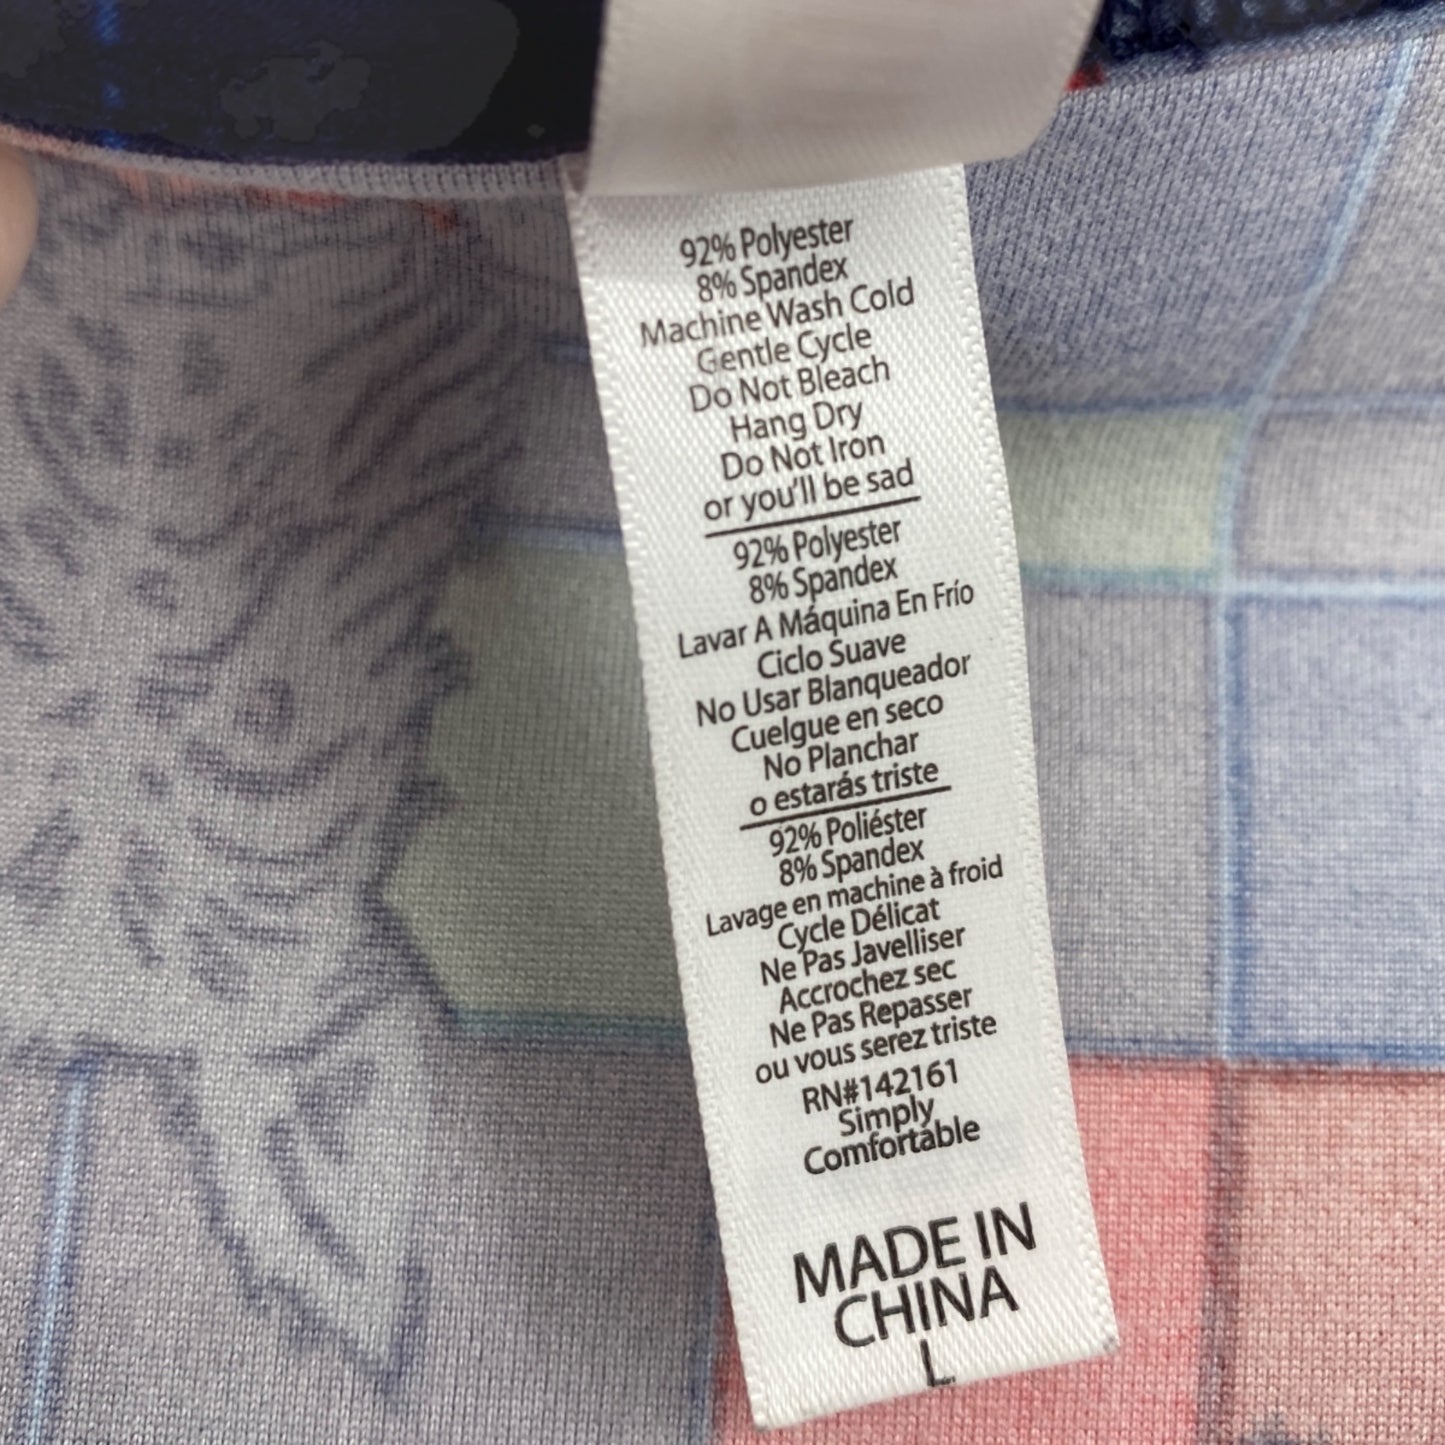 92% Polyester
8% Spandex
Machine Wash Cold
Gentle Cycle
Do Not Bleach
Hang Dry
Do Not Iron
or you'll be sad
92% Polyester
8% Spandex
Lavar A Máquina En Frío
Ciclo Suave
No Usar Blanqueador
Cuelgue en seco
No Planchar
o estarás triste
92% Poliéster
8% Spandex
Lavage en machine à froid
Cycle Délicat
Ne Pas Javelliser
Accrochez sec
Ne Pas Repasser
ou vous serez triste
RN#142161
Simply
Comfortable
MADE IN
CHINA
L